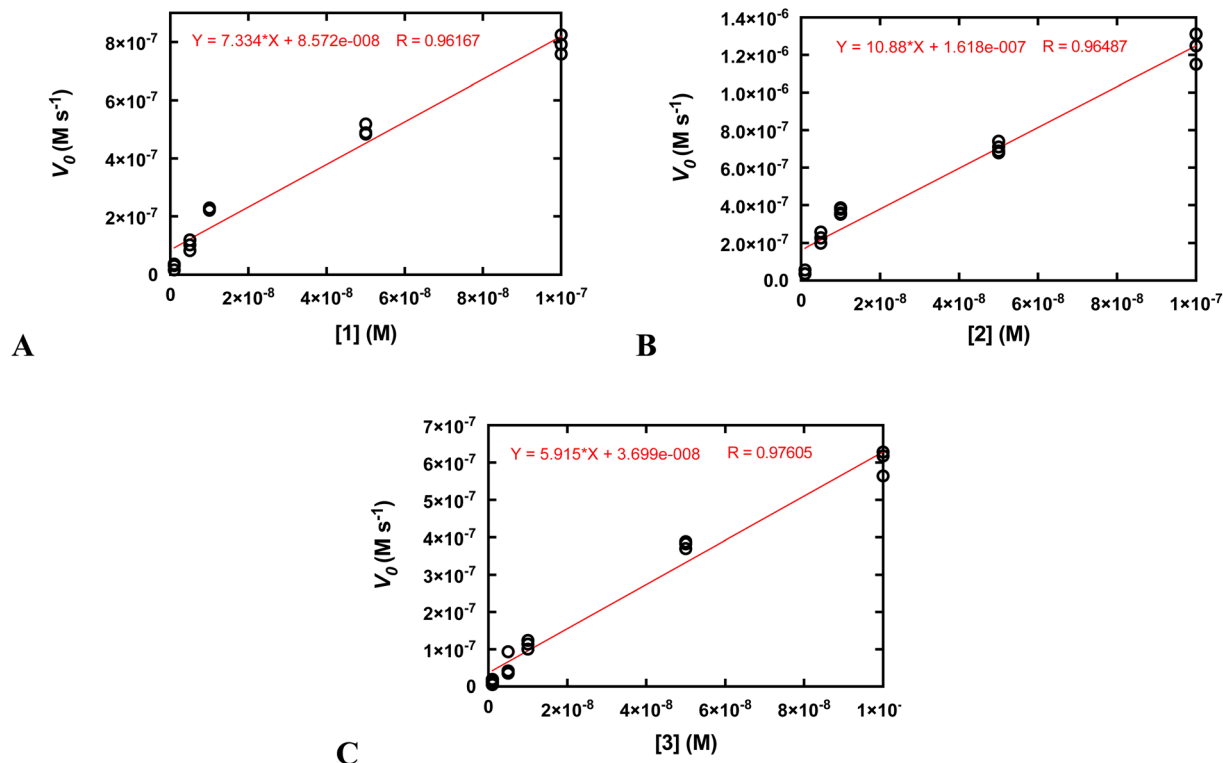 8×10⁻⁷
6×10⁻⁷
4×10⁻⁷
2×10⁻⁷
0
V₀ (M s⁻¹)
Y = 7.334*X + 8.572e-008 R = 0.96167
0 2×10⁻⁸ 4×10⁻⁸ 6×10⁻⁸ 8×10⁻⁸ 1×10⁻⁷
[1] (M)
A
1.4×10⁻⁶
1.2×10⁻⁶
1.0×10⁻⁶
8.0×10⁻⁷
6.0×10⁻⁷
4.0×10⁻⁷
2.0×10⁻⁷
0.0
V₀ (M s⁻¹)
Y = 10.88*X + 1.618e-007 R = 0.96487
0 2×10⁻⁸ 4×10⁻⁸ 6×10⁻⁸ 8×10⁻⁸ 1×10⁻⁷
[2] (M)
B
7×10⁻⁷
6×10⁻⁷
5×10⁻⁷
4×10⁻⁷
3×10⁻⁷
2×10⁻⁷
1×10⁻⁷
0
V₀ (M s⁻¹)
Y = 5.915*X + 3.699e-008 R = 0.97605
0 2×10⁻⁸ 4×10⁻⁸ 6×10⁻⁸ 8×10⁻⁸ 1×10⁻
[3] (M)
C